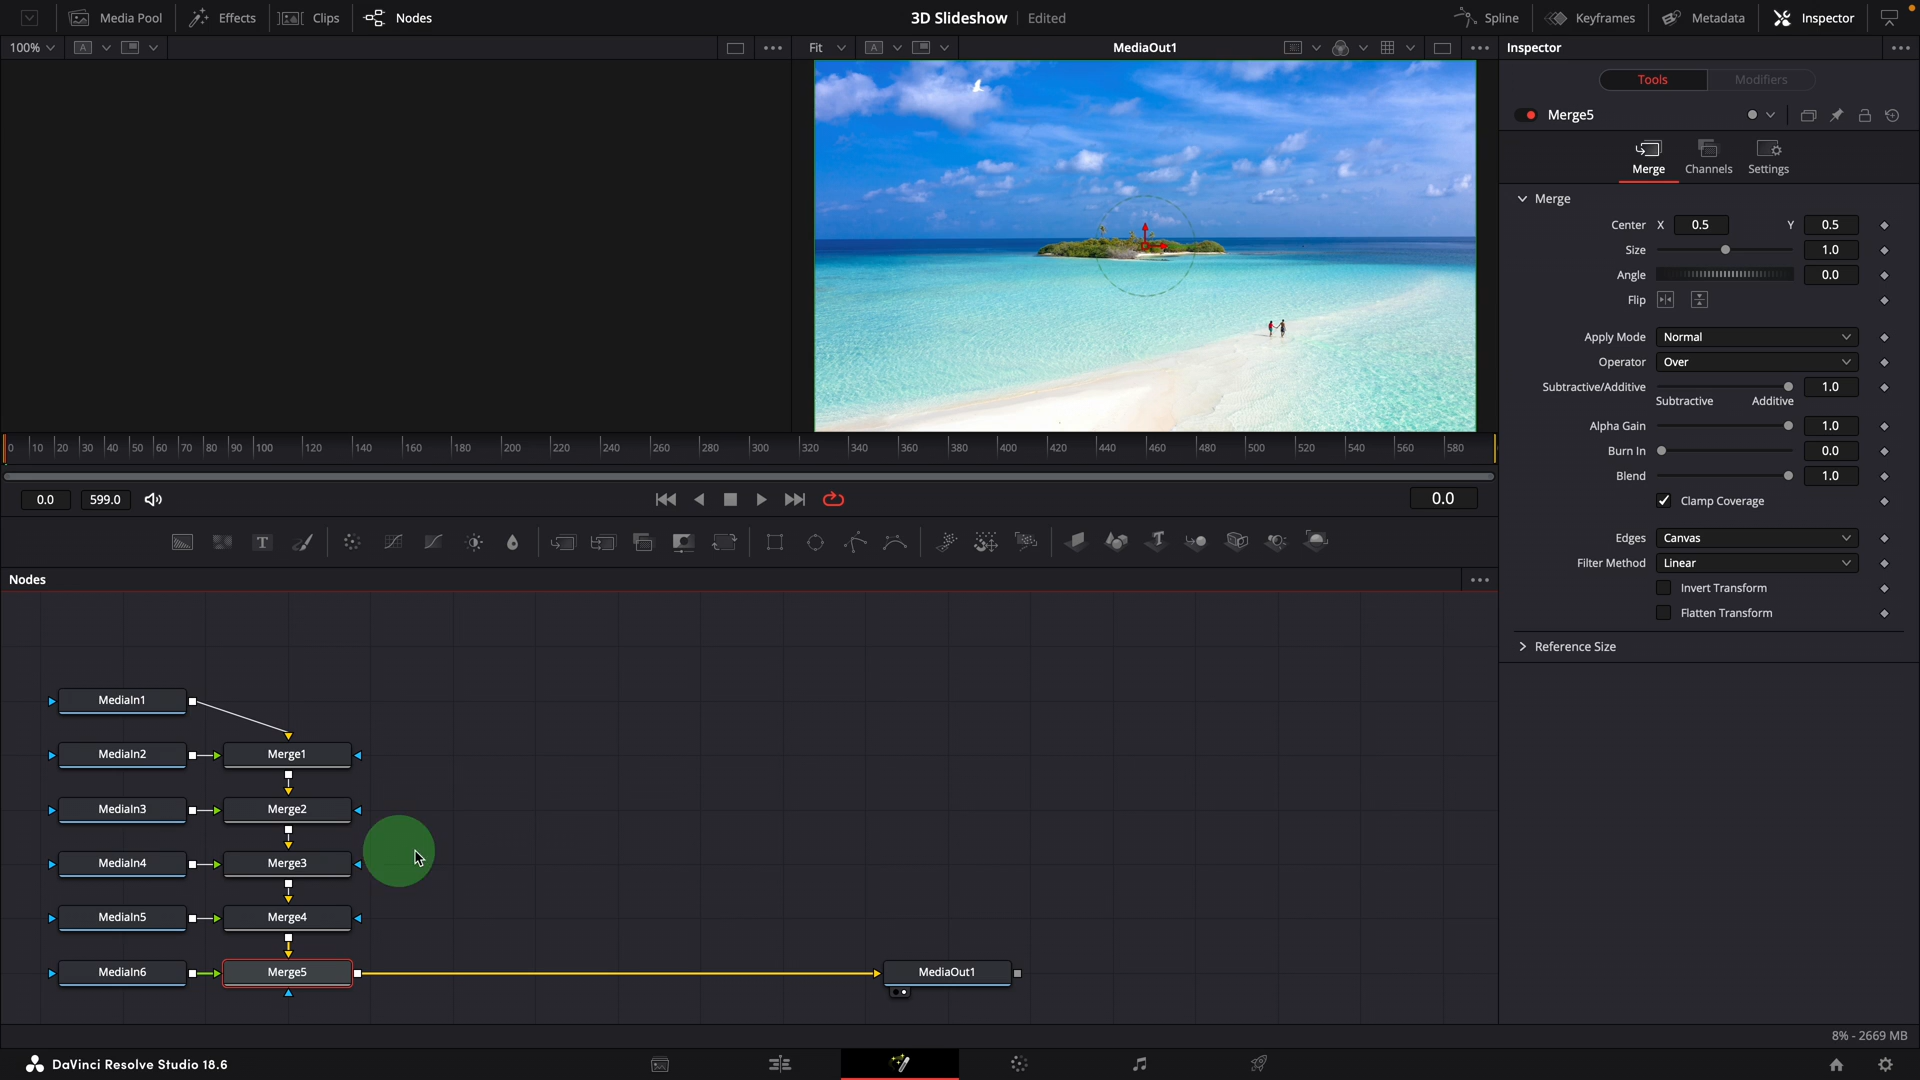 Media Pool Effects Clips Nodes 3D Slideshow Edited Spline Keyframes Metadata Inspector
100% A Fit A MediaOut1 Inspector
Tools Modifiers
Merge5
Merge Channels Settings
Merge
Center X 0.5 Y 0.5
Size 1.0
Angle 0.0
Flip
Apply Mode Normal
Operator Over
Subtractive/Additive 1.0
Subtractive Additive
Alpha Gain 1.0
Burn In 0.0
Blend 1.0
Clamp Coverage
Edges Canvas
Filter Method Linear
Invert Transform
Flatten Transform
Reference Size
0 10 20 30 40 50 60 70 80 90 100 120 140 160 180 200 220 240 260 280 300 320 340 360 380 400 420 440 460 480 500 520 540 560 580
0.0 599.0 0.0
T
Nodes
MediaIn1
MediaIn2 Merge1
MediaIn3 Merge2
MediaIn4 Merge3
MediaIn5 Merge4
MediaIn6 Merge5 MediaOut1
8% - 2669 MB
DaVinci Resolve Studio 18.6